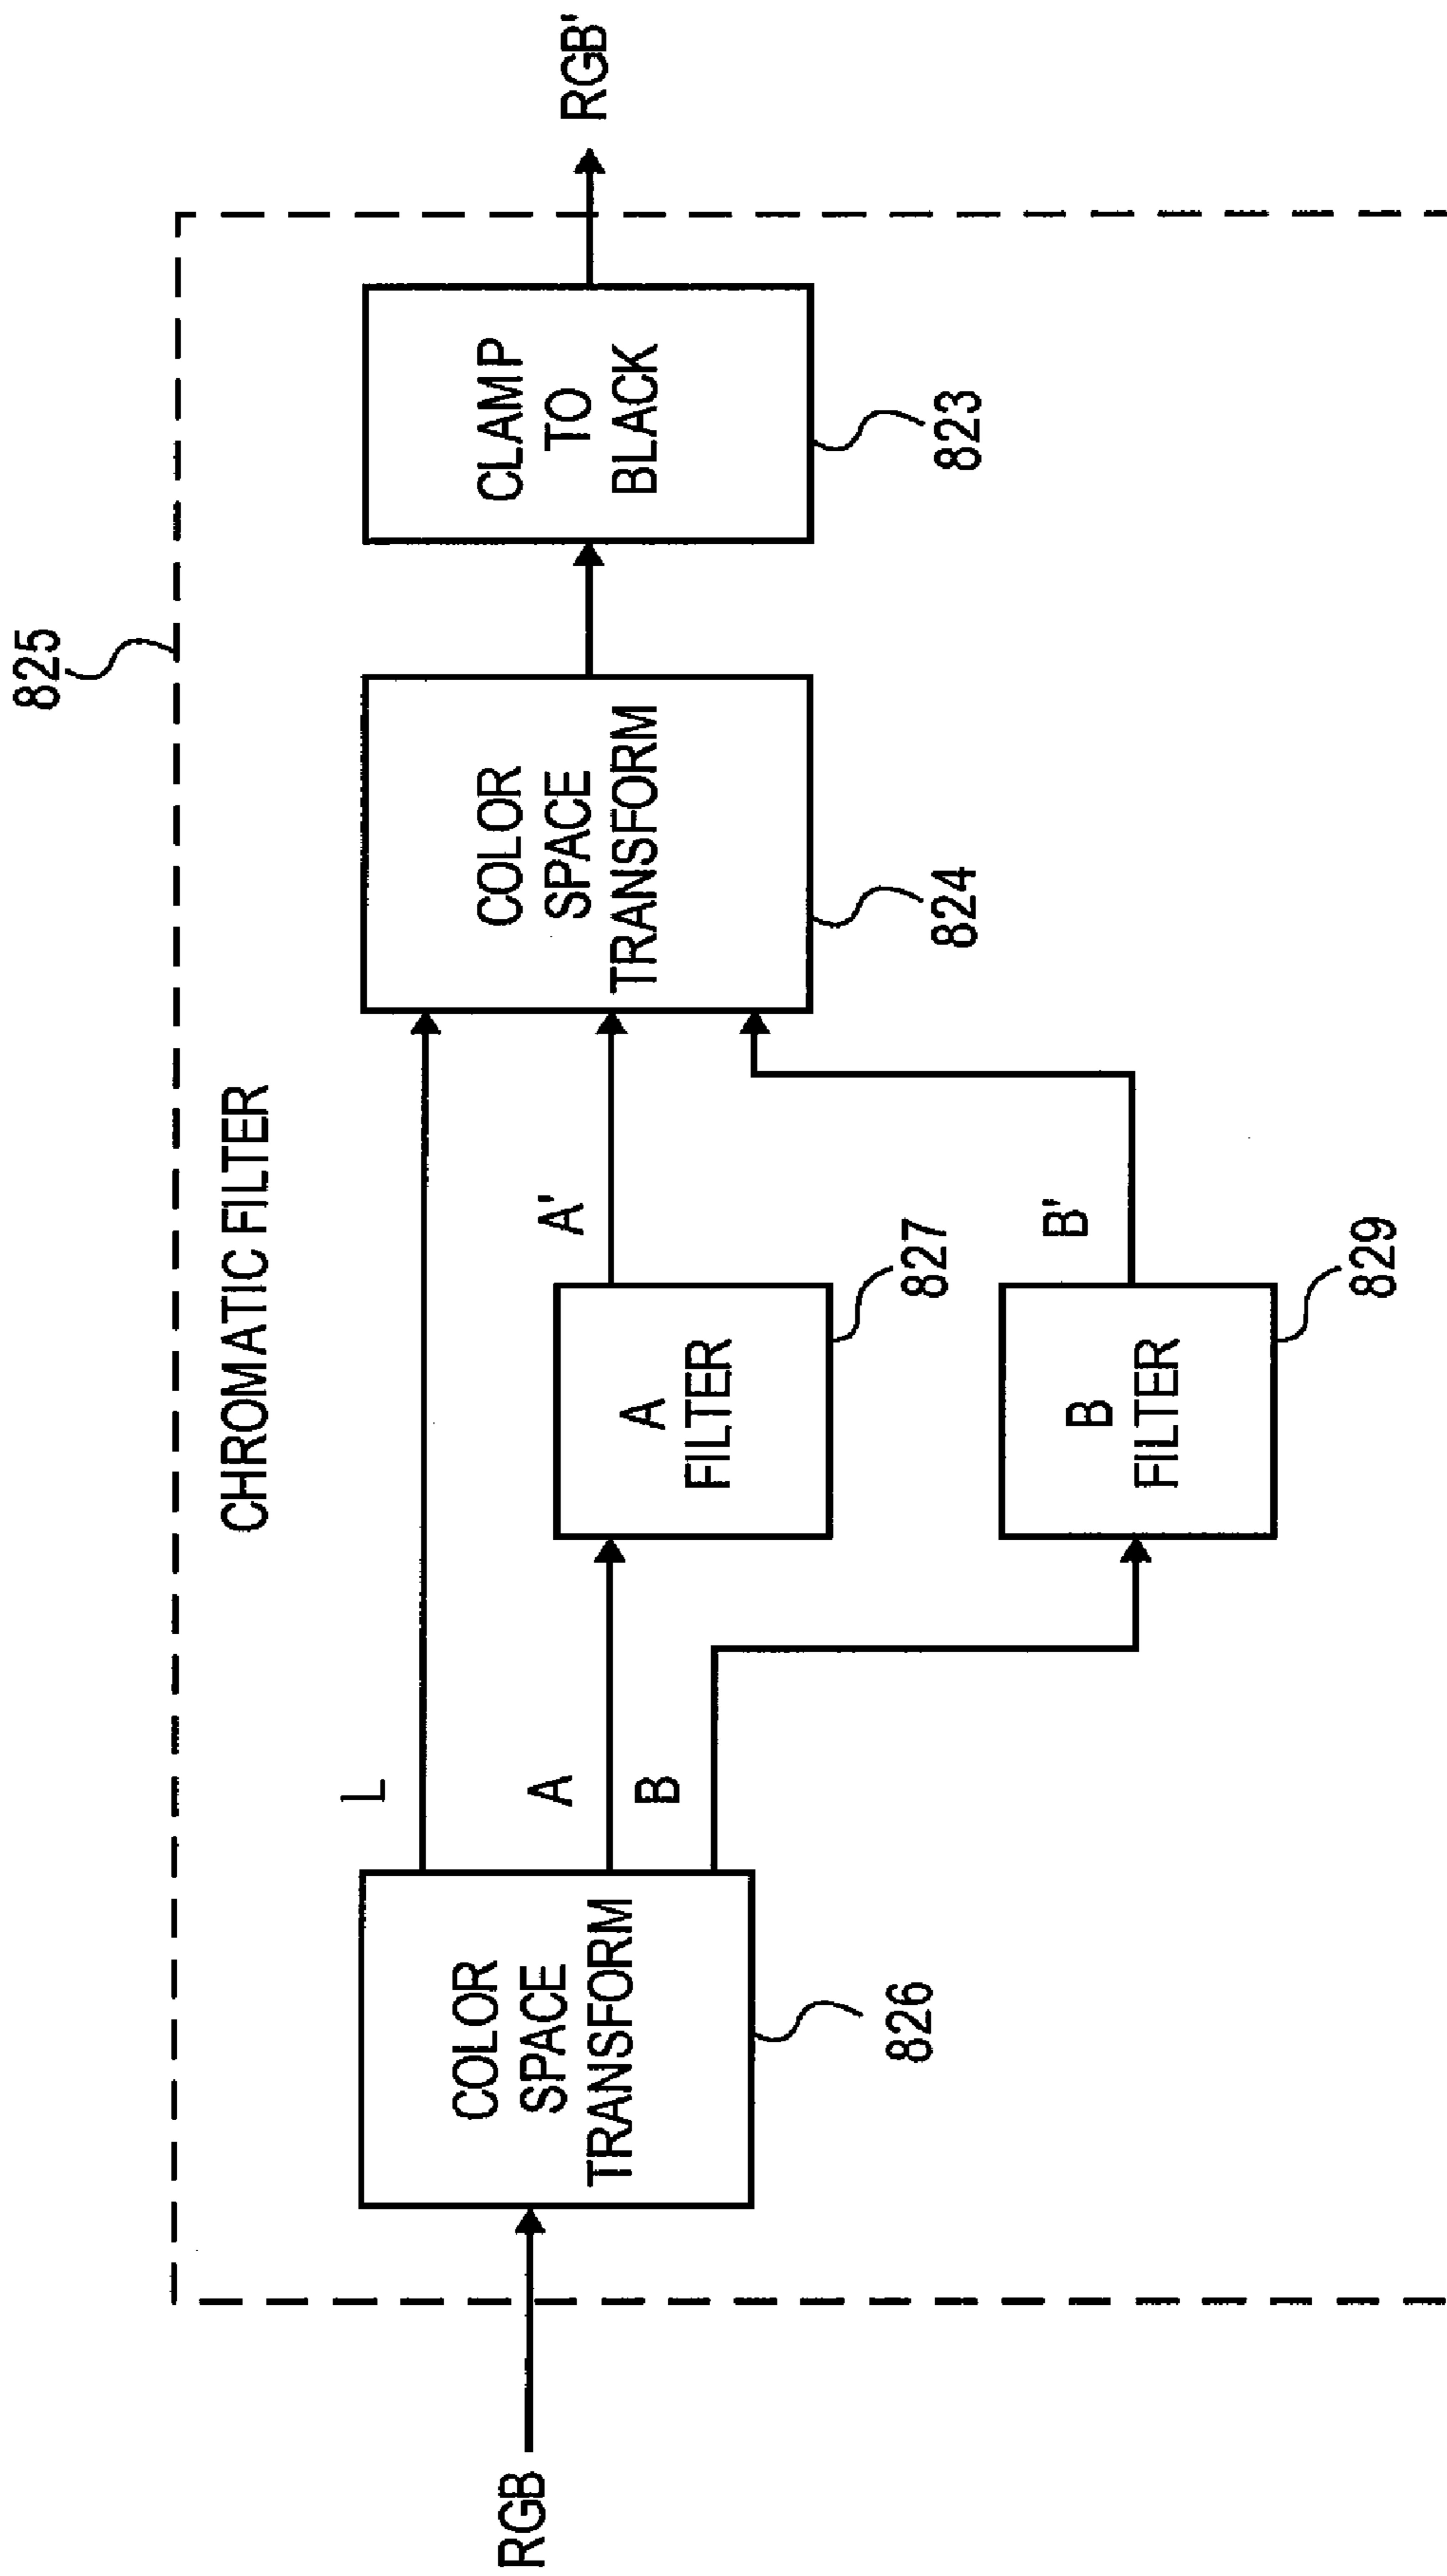 825
CHROMATIC FILTER
RGB
COLOR
SPACE
TRANSFORM
826
L
A
B
A
FILTER
827
A'
B
FILTER
829
B'
COLOR
SPACE
TRANSFORM
824
CLAMP
TO
BLACK
823
RGB'